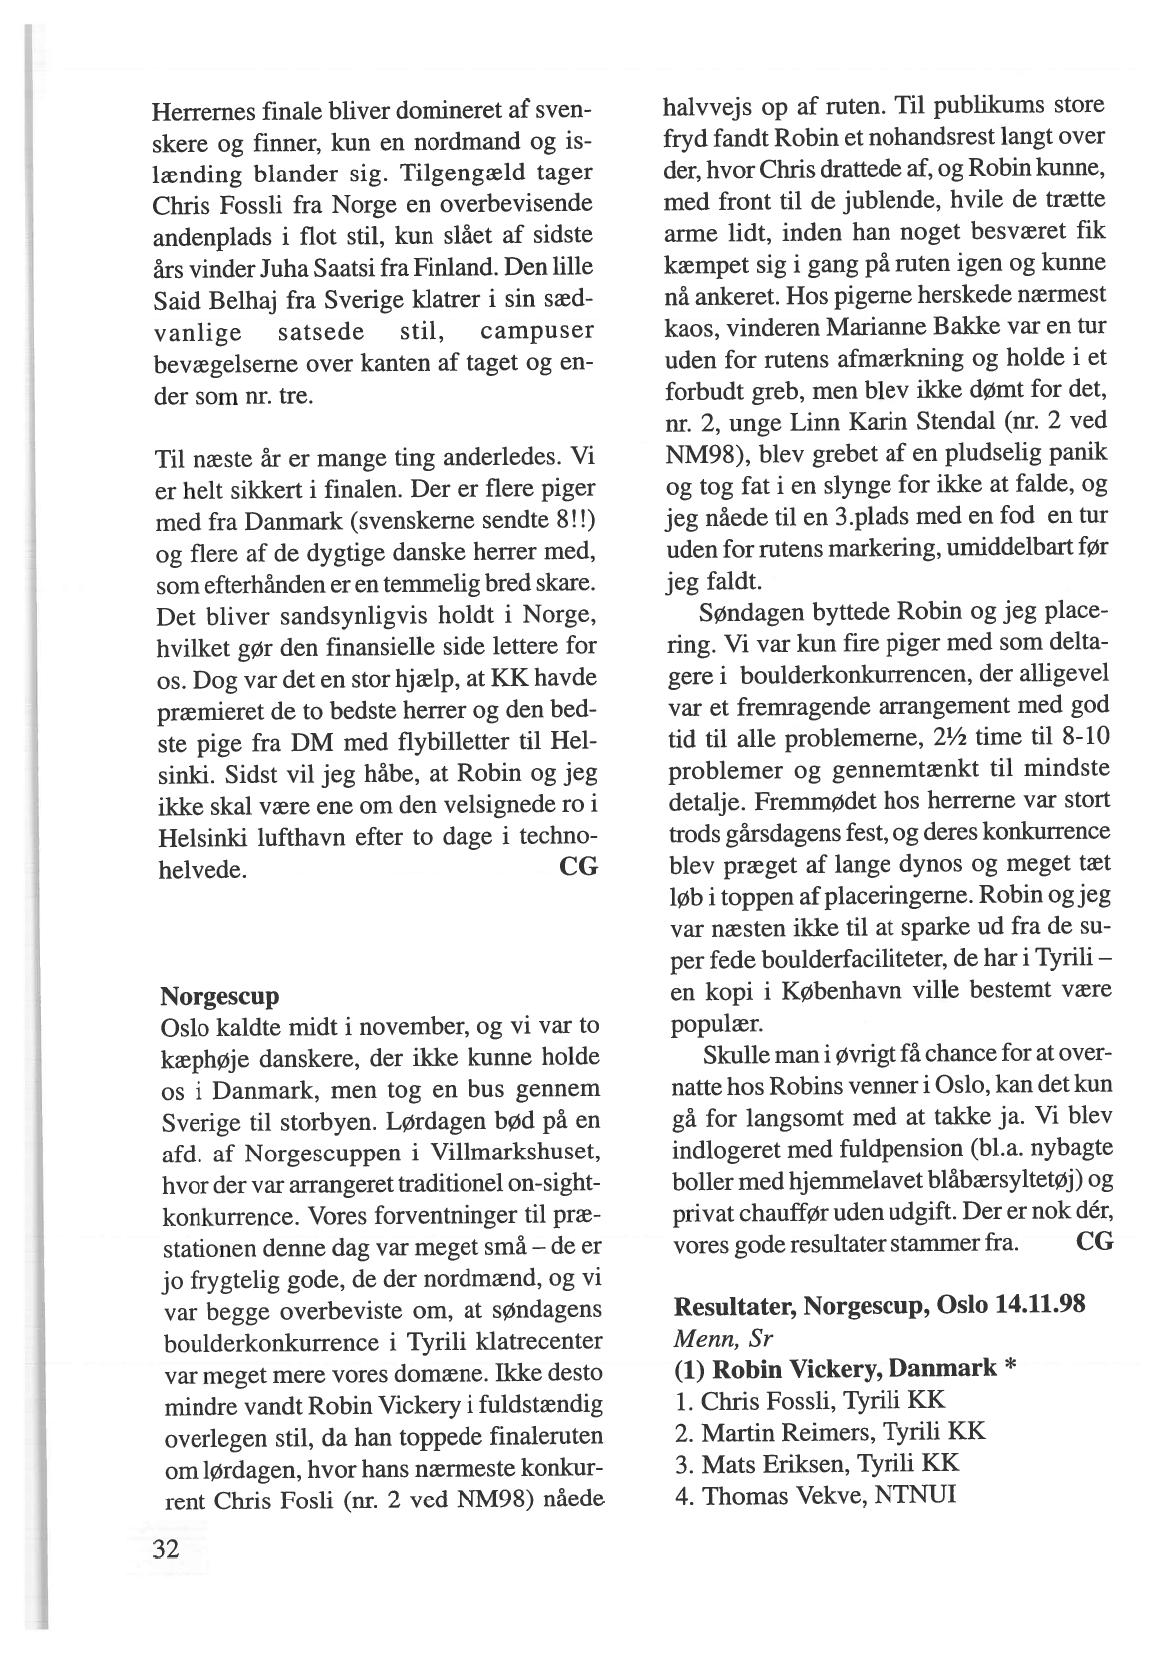 Herrernes finale bliver domineret af sven-
skere og finner, kun en nordmand og is-
lænding blander sig. Tilgengæld tager
Chris Fossli fra Norge en overbevisende
andenplads i flot stil, kun slået af sidste
års vinder Juha Saatsi fra Finland. Den lille
Said Belhaj fra Sverige klatrer i sin sæd-
vanlige satsede stil, campuser
bevægelserne over kanten af taget og en-
der som nr. tre.

Til næste år er mange ting anderledes. Vi
er helt sikkert i finalen. Der er flere piger
med fra Danmark (svenskerne sendte 8!!)
og flere af de dygtige danske herrer med,
som efterhånden er en temmelig bred skare.
Det bliver sandsynligvis holdt i Norge,
hvilket gør den finansielle side lettere for
os. Dog var det en stor hjælp, at KK havde
præmieret de to bedste herrer og den bed-
ste pige fra DM med flybilletter til Hel-
sinki. Sidst vil jeg håbe, at Robin og jeg
ikke skal være ene om den velsignede ro i
Helsinki lufthavn efter to dage i techno-
helvede. CG

Norgescup
Oslo kaldte midt i november, og vi var to
kæphøje danskere, der ikke kunne holde
os i Danmark, men tog en bus gennem
Sverige til storbyen. Lørdagen bød på en
afd. af Norgescuppen i Villmarkshuset,
hvor der var arrangeret traditionel on-sight-
konkurrence. Vores forventninger til præ-
stationen denne dag var meget små – de er
jo frygtelig gode, de der nordmænd, og vi
var begge overbeviste om, at søndagens
boulderkonkurrence i Tyrili klatrecenter
var meget mere vores domæne. Ikke desto
mindre vandt Robin Vickery i fuldstændig
overlegen stil, da han toppede finaleruten
om lørdagen, hvor hans nærmeste konkur-
rent Chris Fosli (nr. 2 ved NM98) nåede
32
halvvejs op af ruten. Til publikums store
fryd fandt Robin et nohandsrest langt over
der, hvor Chris drattede af, og Robin kunne,
med front til de jublende, hvile de trætte
arme lidt, inden han noget besværet fik
kæmpet sig i gang på ruten igen og kunne
nå ankeret. Hos pigerne herskede nærmest
kaos, vinderen Marianne Bakke var en tur
uden for rutens afmærkning og holde i et
forbudt greb, men blev ikke dømt for det,
nr. 2, unge Linn Karin Stendal (nr. 2 ved
NM98), blev grebet af en pludselig panik
og tog fat i en slynge for ikke at falde, og
jeg nåede til en 3.plads med en fod en tur
uden for rutens markering, umiddelbart før
jeg faldt.
Søndagen byttede Robin og jeg place-
ring. Vi var kun fire piger med som delta-
gere i boulderkonkurrencen, der alligevel
var et fremragende arrangement med god
tid til alle problemerne, 2½ time til 8-10
problemer og gennemtænkt til mindste
detalje. Fremmødet hos herrerne var stort
trods gårsdagens fest, og deres konkurrence
blev præget af lange dynos og meget tæt
løb i toppen af placeringerne. Robin og jeg
var næsten ikke til at sparke ud fra de su-
per fede boulderfaciliteter, de har i Tyrili –
en kopi i København ville bestemt være
populær.
Skulle man i øvrigt få chance for at over-
natte hos Robins venner i Oslo, kan det kun
gå for langsomt med at takke ja. Vi blev
indlogeret med fuldpension (bl.a. nybagte
boller med hjemmelavet blåbærsyltetøj) og
privat chauffør uden udgift. Der er nok dér,
vores gode resultater stammer fra. CG

Resultater, Norgescup, Oslo 14.11.98
Menn, Sr
(1) Robin Vickery, Danmark *
1. Chris Fossli, Tyrili KK
2. Martin Reimers, Tyrili KK
3. Mats Eriksen, Tyrili KK
4. Thomas Vekve, NTNUI